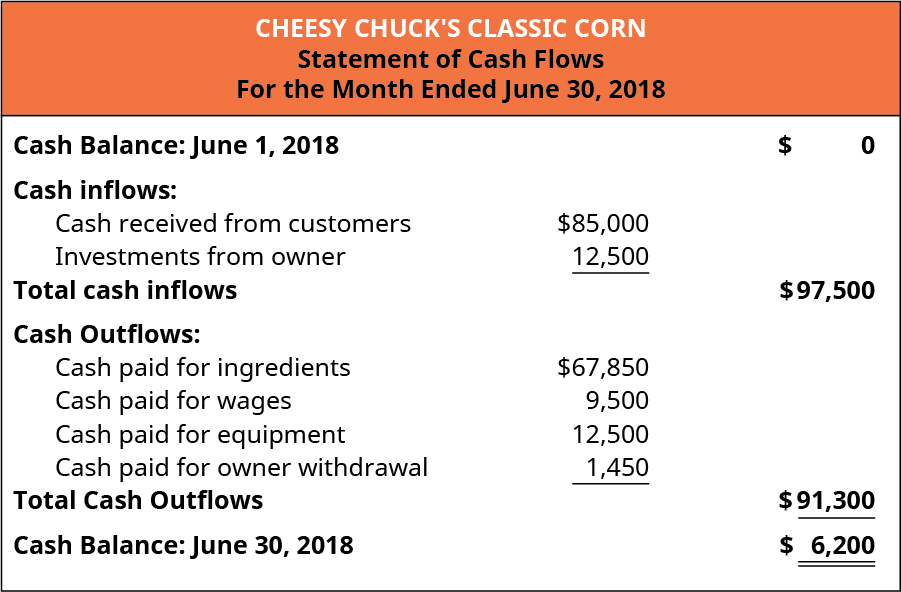 CHEESY CHUCK'S CLASSIC CORN
Statement of Cash Flows
For the Month Ended June 30, 2018
Cash Balance: June 1, 2018 $ 0
Cash inflows:
Cash received from customers $85,000
Investments from owner 12,500
Total cash inflows $97,500
Cash Outflows:
Cash paid for ingredients $67,850
Cash paid for wages 9,500
Cash paid for equipment 12,500
Cash paid for owner withdrawal 1,450
Total Cash Outflows $91,300
Cash Balance: June 30, 2018 $ 6,200